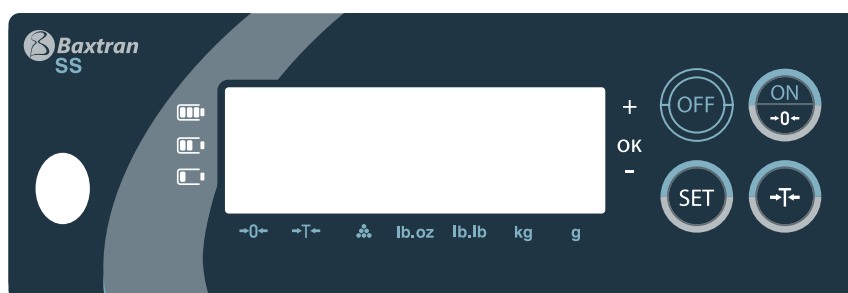 Baxtran
SS
+
OK
-
OFF
ON
→0←
SET
→T←
→0← →T← lb.oz lb.lb kg g